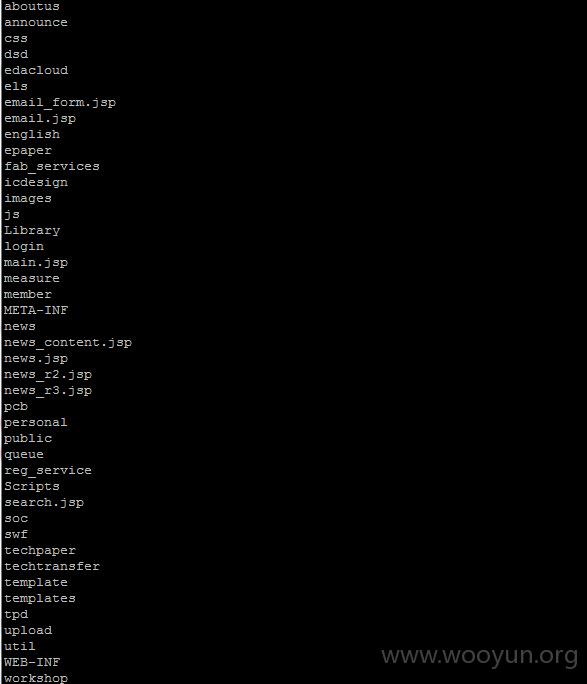 aboutus
announce
css
dsd
edacloud
els
email_form.jsp
email.jsp
english
epaper
fab_services
icdesign
images
js
Library
login
main.jsp
measure
member
META-INF
news
news_content.jsp
news.jsp
news_r2.jsp
news_r3.jsp
pcb
personal
public
queue
reg_service
Scripts
search.jsp
soc
swf
techpaper
techtransfer
template
templates
tpd
upload
util
WEB-INF
workshop
www.wooyun.org